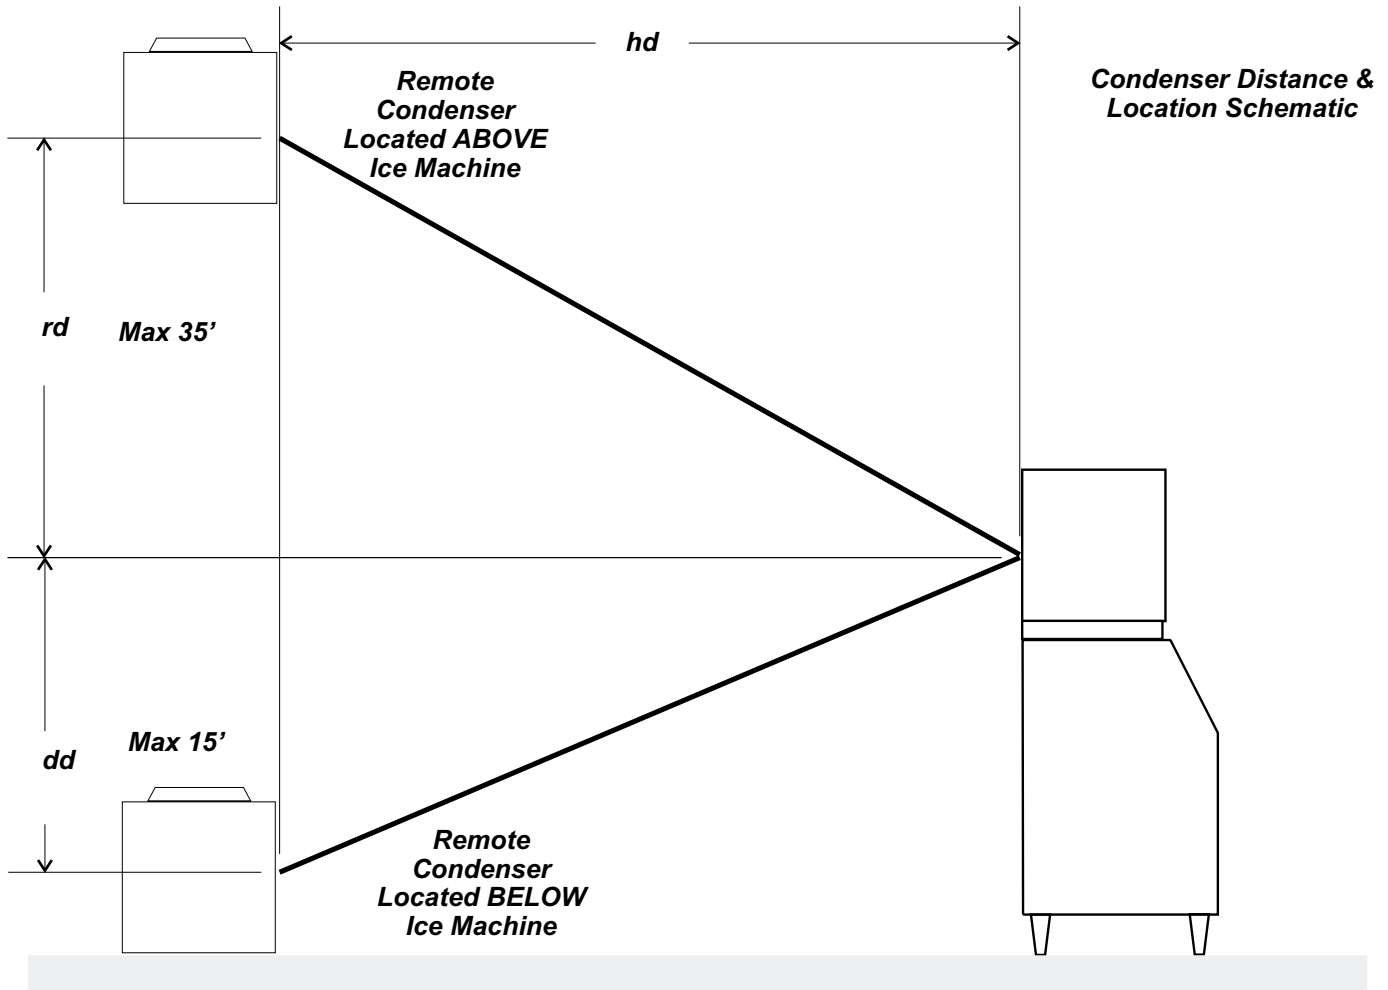 hd
Condenser Distance &
Location Schematic
Remote
Condenser
Located ABOVE
Ice Machine
rd
Max 35’
Max 15’
dd
Remote
Condenser
Located BELOW
Ice Machine